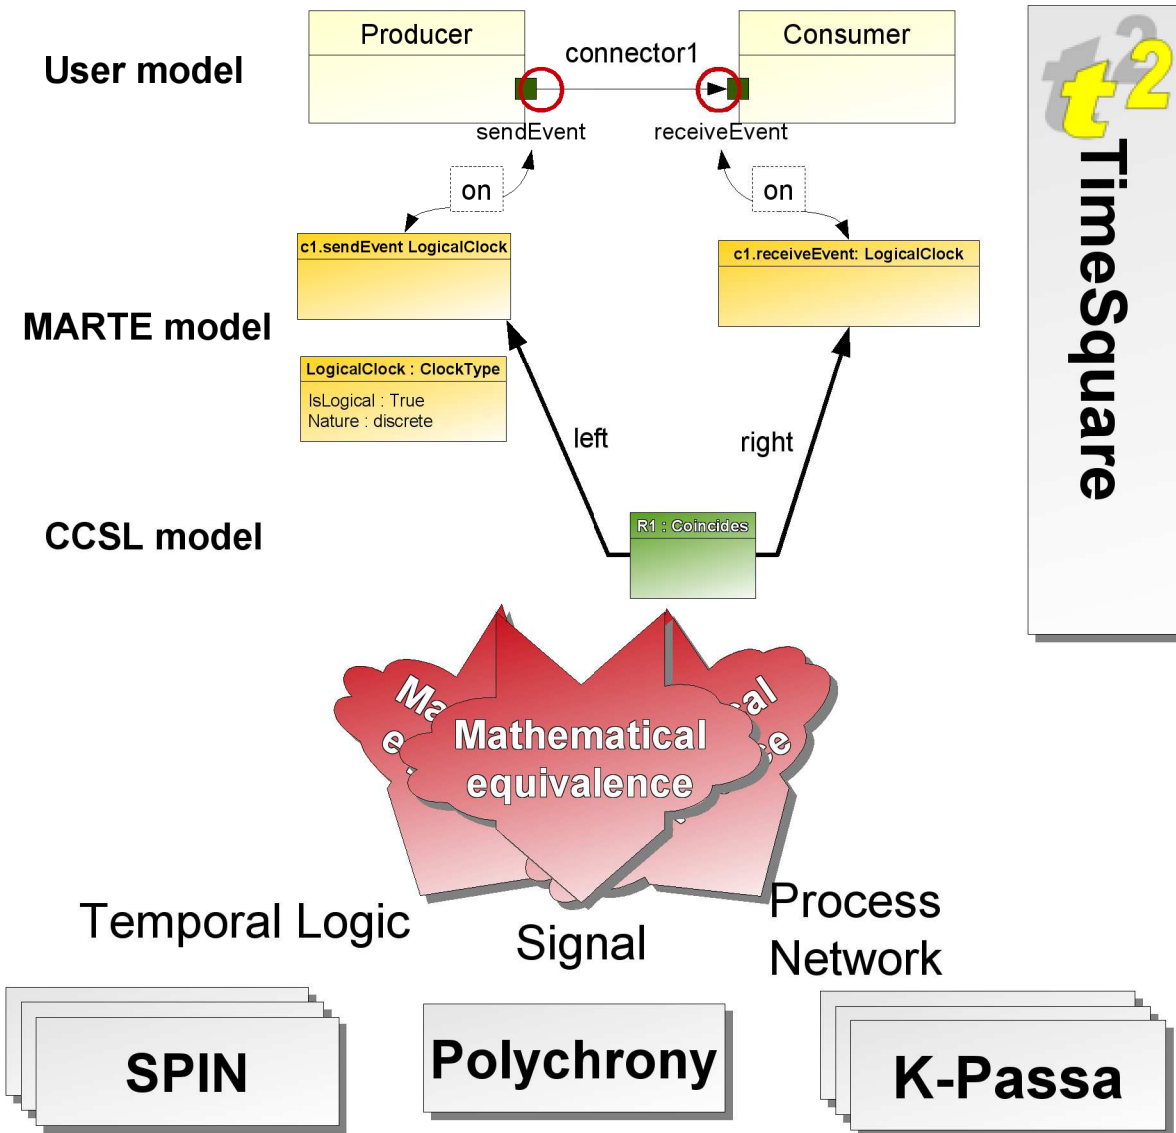 Producer
Consumer
User model
connector1
sendEvent
receiveEvent
t2
TimeSquare
on
on
c1.sendEvent LogicalClock
c1.receiveEvent: LogicalClock
MARTE model
LogicalClock : ClockType
IsLogical : True
Nature : discrete
left
right
CCSL model
R1 : Coincides
Mathematical
equivalence
Temporal Logic
Signal
Process
Network
SPIN
Polychrony
K-Passa